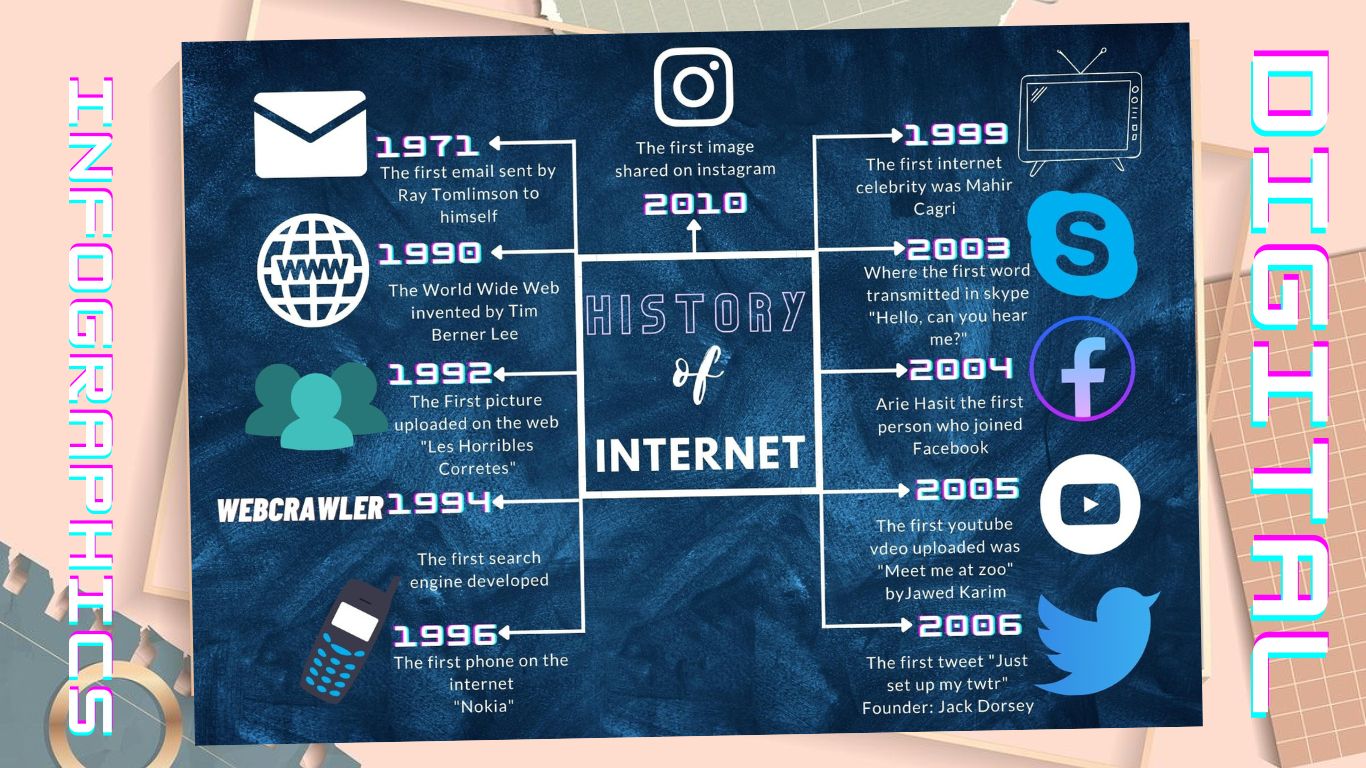 INFOGRAPHICS
1971
The first email sent by
Ray Tomlimson to
himself
WWW
1990
The World Wide Web
invented by Tim
Berner Lee
1992
The First picture
uploaded on the web
"Les Horribles
Corretes"
WEBCRAWLER
1994
The first search
engine developed
1996
The first phone on the
internet
"Nokia"
The first image
shared on instagram
2010
HISTORY
of
INTERNET
1999
The first internet
celebrity was Mahir
Cagri
2003
Where the first word
transmitted in skype
"Hello, can you hear
me?"
S
2004
Arie Hasit the first
person who joined
Facebook
f
2005
The first youtube
vdeo uploaded was
"Meet me at zoo"
byJawed Karim
2006
The first tweet "Just
set up my twtr"
Founder: Jack Dorsey
DIGITAL